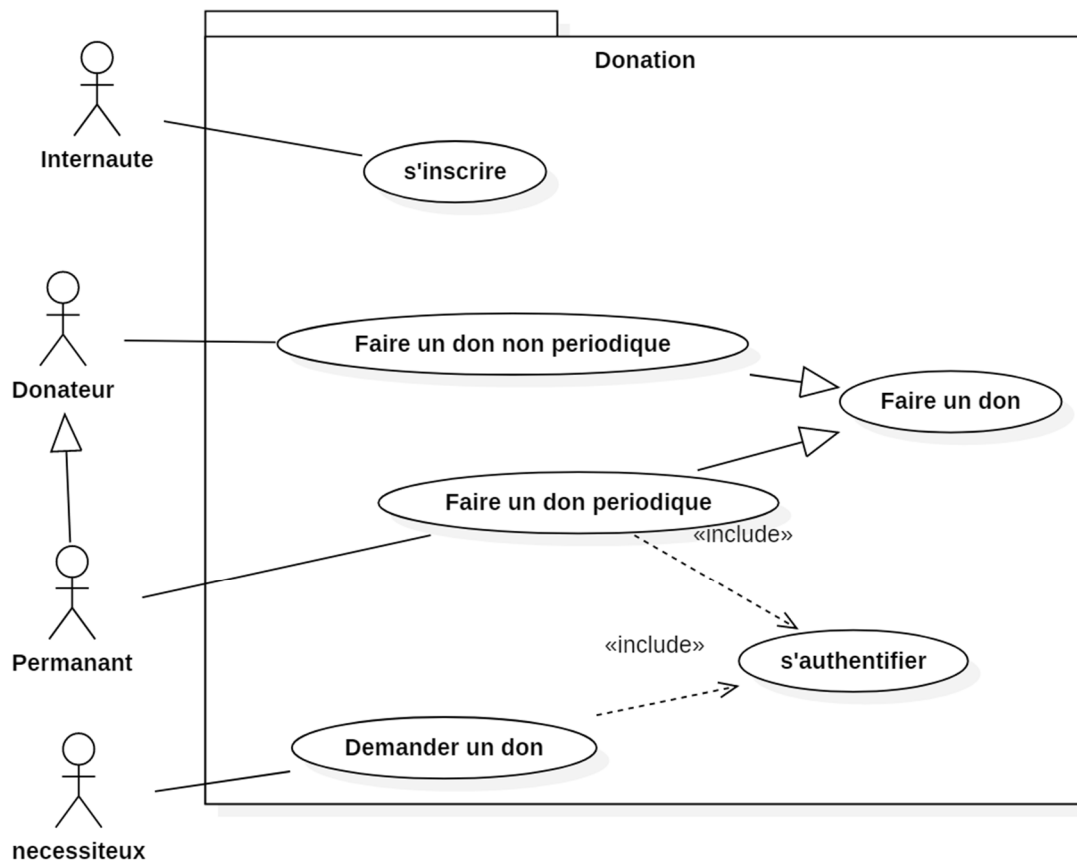 Donation
Internaute
s'inscrire
Donateur
Faire un don non periodique
Faire un don
Faire un don periodique
«include»
Permanant
«include»
s'authentifier
Demander un don
necessiteux